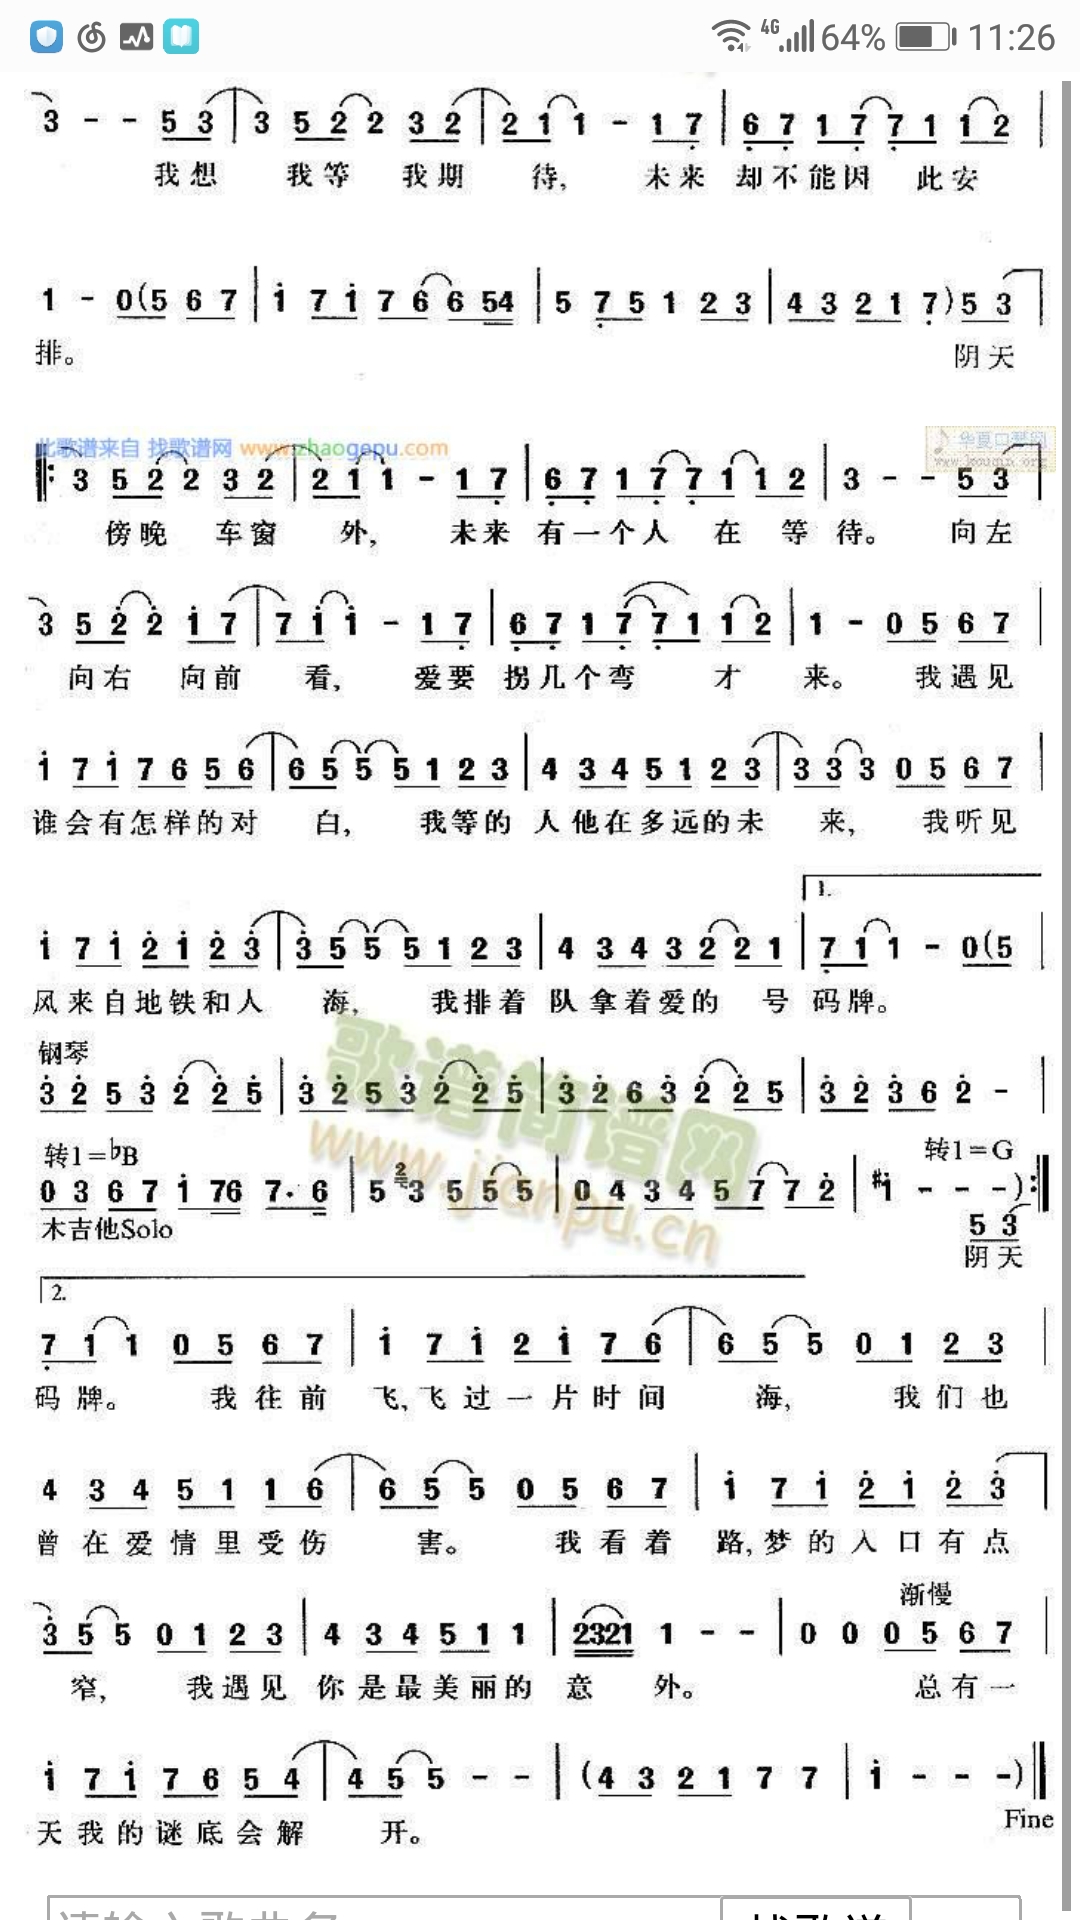 4G 64% 11:26
3 - - 5 3 | 3 5 2 2 3 2 | 2 1 1 - 1 7 | 6 7 1 7 7 1 1 2 |
我想 我等 我期 待, 未来 却不能因 此安
1 - 0(5 6 7 | i 7 i 7 6 6 54 | 5 7 5 1 2 3 | 4 3 2 1 7)5 3 |
排。 阴天
此歌谱来自 找歌谱网 www.zhaogepu.com 华夏口琴网
www.kouqin.org
3 5 2 2 3 2 | 2 1 1 - 1 7 | 6 7 1 7 7 1 1 2 | 3 - - 5 3 |
傍晚 车窗 外, 未来 有一个人 在 等待。 向左
3 5 2 2 i 7 | 7 i i - 1 7 | 6 7 1 7 7 1 1 2 | 1 - 0 5 6 7 |
向右 向前 看, 爱要 拐几个弯 才 来。 我遇见
i 7 i 7 6 5 6 | 6 5 5 5 1 2 3 | 4 3 4 5 1 2 3 | 3 3 3 0 5 6 7 |
谁会有怎样的对 白, 我等的 人他在多远的未 来, 我听见
1.
i 7 i 2 i 2 3 | 3 5 5 5 1 2 3 | 4 3 4 3 2 2 1 | 7 1 1 - 0(5 |
风来自地铁和人 海, 我排着 队拿着爱的 号 码牌。
钢琴
3 2 5 3 2 2 5 | 3 2 5 3 2 2 5 | 3 2 6 3 2 2 5 | 3 2 3 6 2 - |
歌谱简谱网
www.jianpu.cn
转1=♭B 转1=G
0 3 6 7 i 76 7. 6 | 5 2 3 5 5 5 | 0 4 3 4 5 7 7 2 | #i - - -) :|
木吉他Solo 5 3
阴天
2.
7 1 1 0 5 6 7 | i 7 i 2 i 7 6 | 6 5 5 0 1 2 3 |
码牌。 我往前 飞,飞过一片时间 海, 我们也
4 3 4 5 1 1 6 | 6 5 5 0 5 6 7 | i 7 i 2 i 2 3 |
曾在爱情里受伤 害。 我看着 路,梦的入口有点
渐慢
3 5 5 0 1 2 3 | 4 3 4 5 1 1 | 2321 1 - - | 0 0 0 5 6 7 |
窄, 我遇见 你是最美丽的 意 外。 总有一
i 7 i 7 6 5 4 | 4 5 5 - - | (4 3 2 1 7 7 | i - - -) ||
天我的谜底会解 开。 Fine
请输入歌曲名 找歌谱